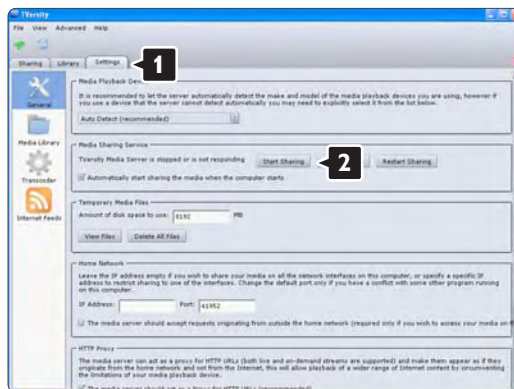 TVersity
File View Advanced Help
Sharing Library Settings
1
General
Media Library
Transcoder
Internet Feeds
Media Playback
It is recommended to let the server automatically detect the make and model of the media playback devices you are using, however if
you use a device that the server cannot detect automatically you may need to explicitly select it from the list below.
Auto Detect (recommended)
Media Sharing Service
TVersity Media Server is stopped or is not responding Start Sharing 2 Restart Sharing
Automatically start sharing the media when the computer starts
Temporary Media Files
Amount of disk space to use: 8192 MB
View Files Delete All Files
Home Network
Leave the IP address empty if you wish to share your media on all the network interfaces on this computer, or specify a specific IP
address to restrict sharing to one of the interfaces. Change the default port only if you have a conflict with some other program running
on this computer.
IP Address: Port: 41952
The media server should accept requests originating from outside the home network (required only if you wish to access your media on
HTTP Proxy
The media server can act as a proxy for HTTP URLs (both live and on-demand streams are supported) and make them appear as if they
originate from the home network and not from the Internet, this will allow playback of a wider range of Internet content by circumventing
the limitations of your media playback device.
The media server should act as a Proxy for HTTP URLs (recommended)